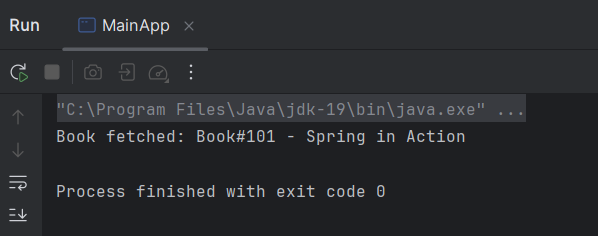 Run MainApp
"C:\Program Files\Java\jdk-19\bin\java.exe" ...
Book fetched: Book#101 - Spring in Action
Process finished with exit code 0